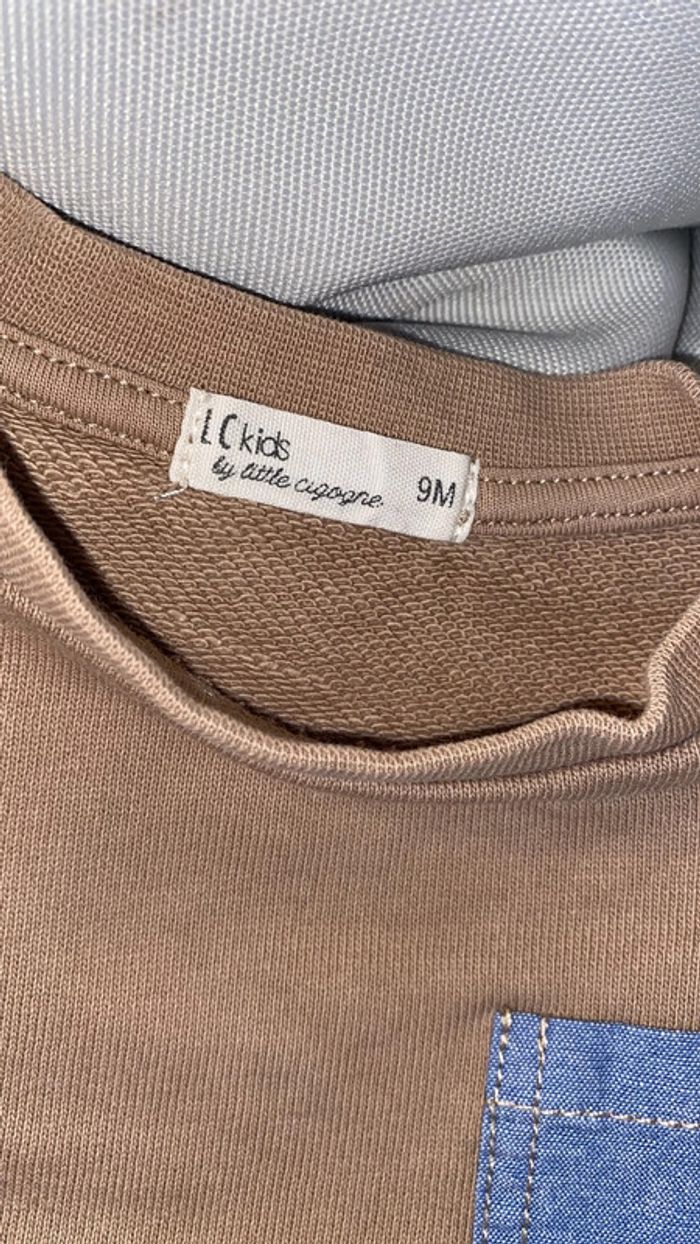 LC kids
by little cigogne.
9M